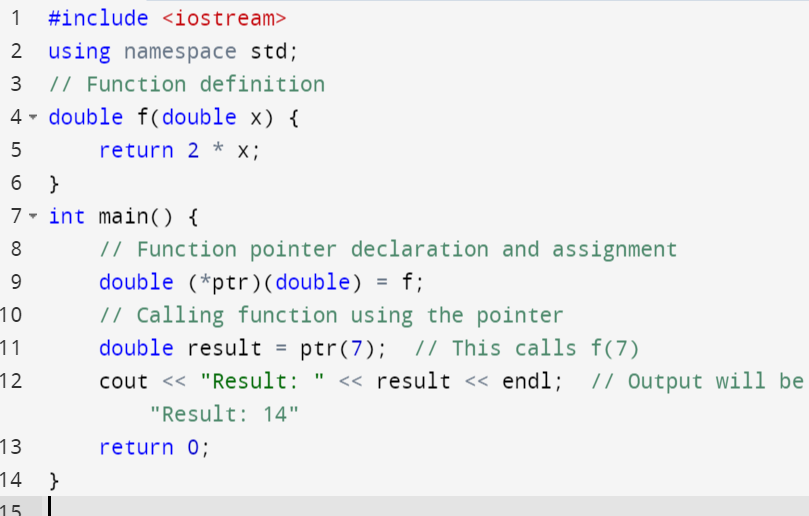 1 #include <iostream>
2 using namespace std;
3 // Function definition
4 double f(double x) {
5     return 2 * x;
6 }
7 int main() {
8     // Function pointer declaration and assignment
9     double (*ptr)(double) = f;
10     // Calling function using the pointer
11     double result = ptr(7);  // This calls f(7)
12     cout << "Result: " << result << endl;  // Output will be
        "Result: 14"
13     return 0;
14 }
15